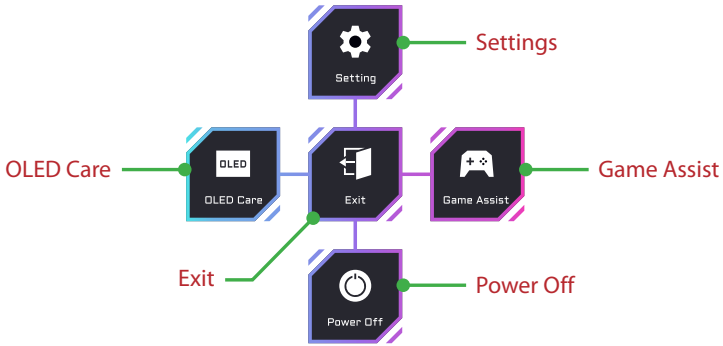 Settings
Setting
OLED Care
OLED
OLED Care
Exit
Game Assist
Game Assist
Exit
Power Off
Power Off